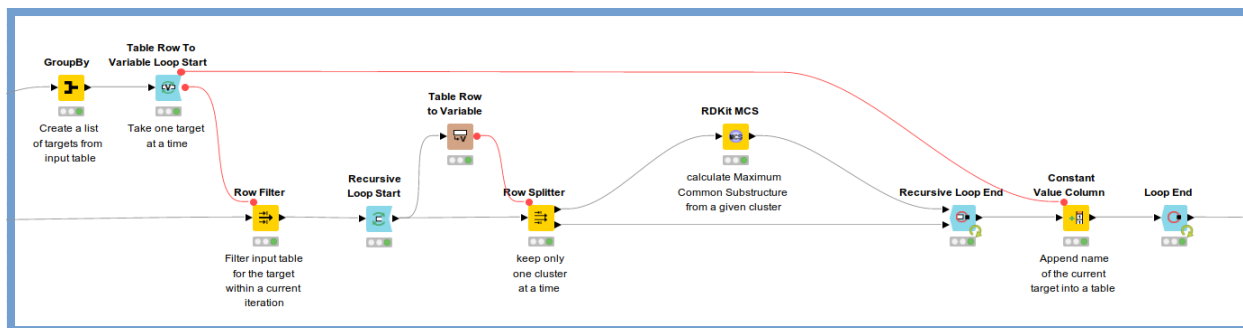 GroupBy
Create a list
of targets from
input table
Table Row To
Variable Loop Start
Take one target
at a time
Row Filter
Filter input table
for the target
within a current
iteration
Recursive
Loop Start
Table Row
to Variable
Row Splitter
keep only
one cluster
at a time
RDKit MCS
calculate Maximum
Common Substructure
from a given cluster
Recursive Loop End
Constant
Value Column
Append name
of the current
target into a table
Loop End